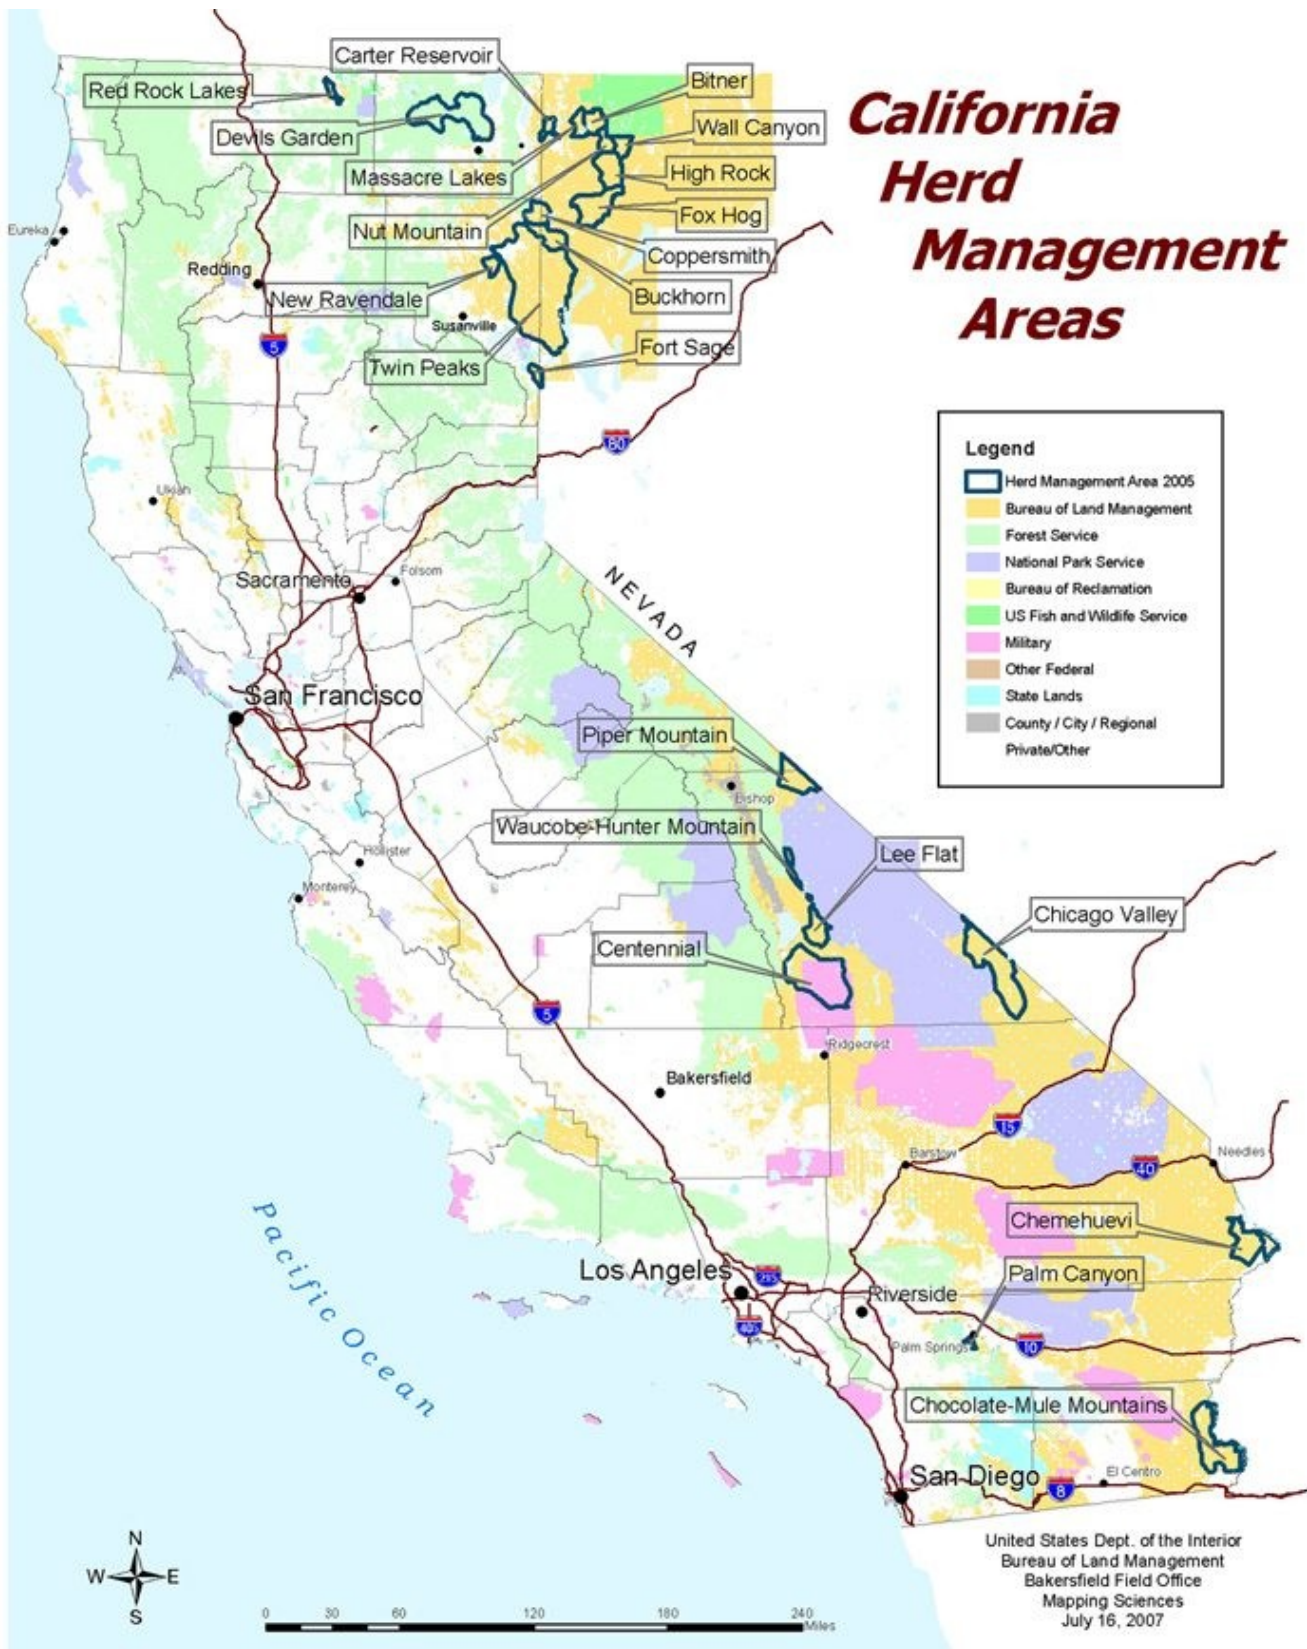 California
Herd
Management
Areas
Carter Reservoir
Red Rock Lakes
Bitner
Devils Garden
Wall Canyon
Massacre Lakes
High Rock
Fox Hog
Nut Mountain
Coppersmith
Eureka
Redding
New Ravendale
Buckhorn
Susanville
5
Fort Sage
Twin Peaks
80
Legend
Herd Management Area 2005
Bureau of Land Management
Forest Service
National Park Service
Bureau of Reclamation
US Fish and Wildlife Service
Military
Other Federal
State Lands
County / City / Regional
Private/Other
Ukiah
Sacramento
Folsom
NEVADA
San Francisco
Piper Mountain
Bishop
Waucobe-Hunter Mountain
Lee Flat
Hollister
Monterey
Chicago Valley
Centennial
5
Ridgecrest
Bakersfield
15
Barstow
40
Needles
Chemehuevi
Pacific Ocean
Los Angeles
215
Palm Canyon
Riverside
405
10
Palm Springs
Chocolate-Mule Mountains
San Diego
El Centro
8
N
W E
S
0 30 60 120 180 240
Miles
United States Dept. of the Interior
Bureau of Land Management
Bakersfield Field Office
Mapping Sciences
July 16, 2007